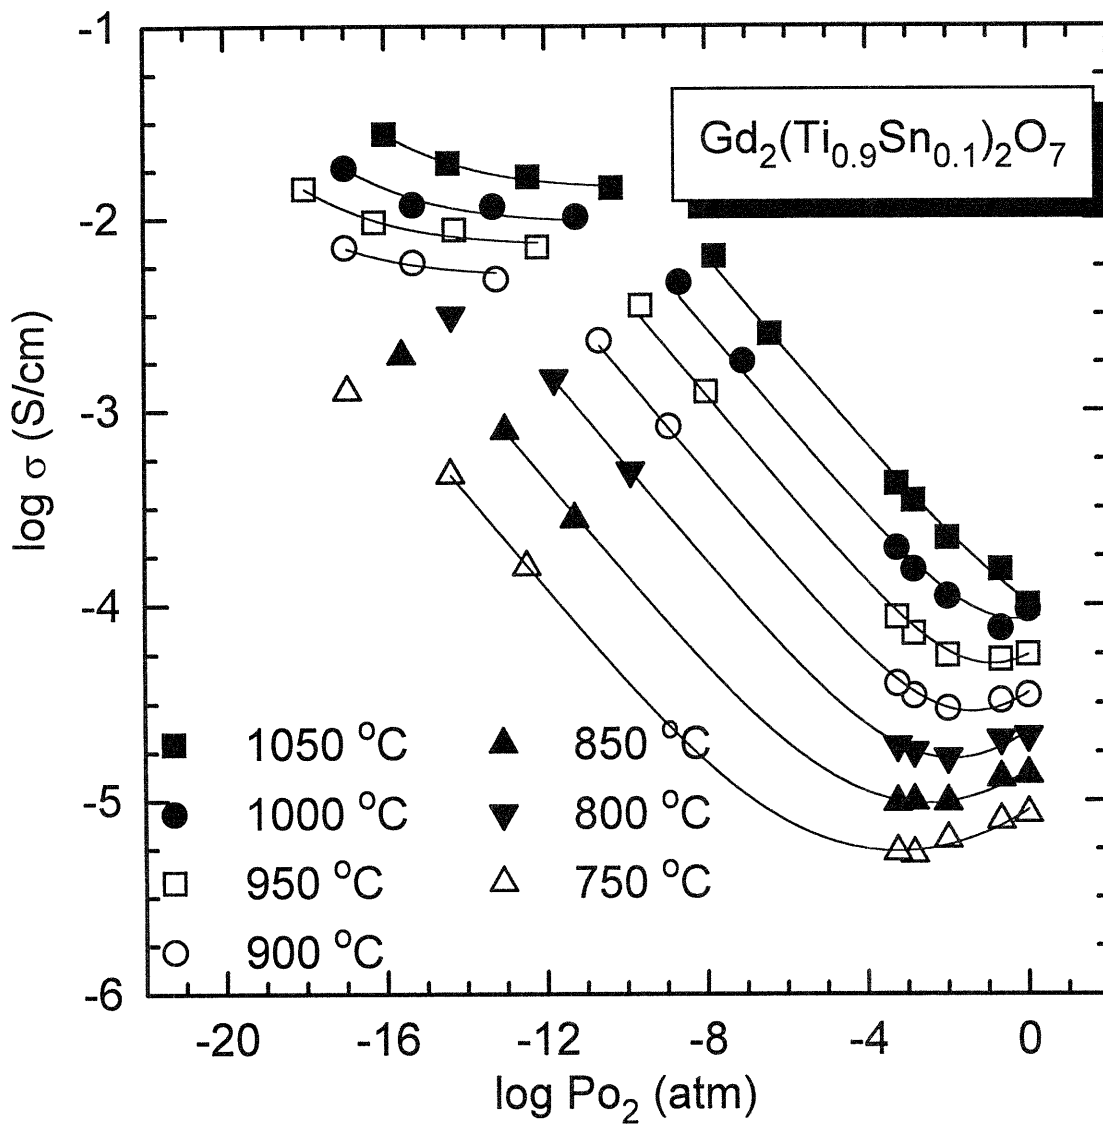 -1
-2
-3
-4
-5
-6
log σ (S/cm)
Gd₂(Ti₀.₉Sn₀.₁)₂O₇
1050 °C
1000 °C
950 °C
900 °C
850 °C
800 °C
750 °C
-20 -16 -12 -8 -4 0
log Po₂ (atm)